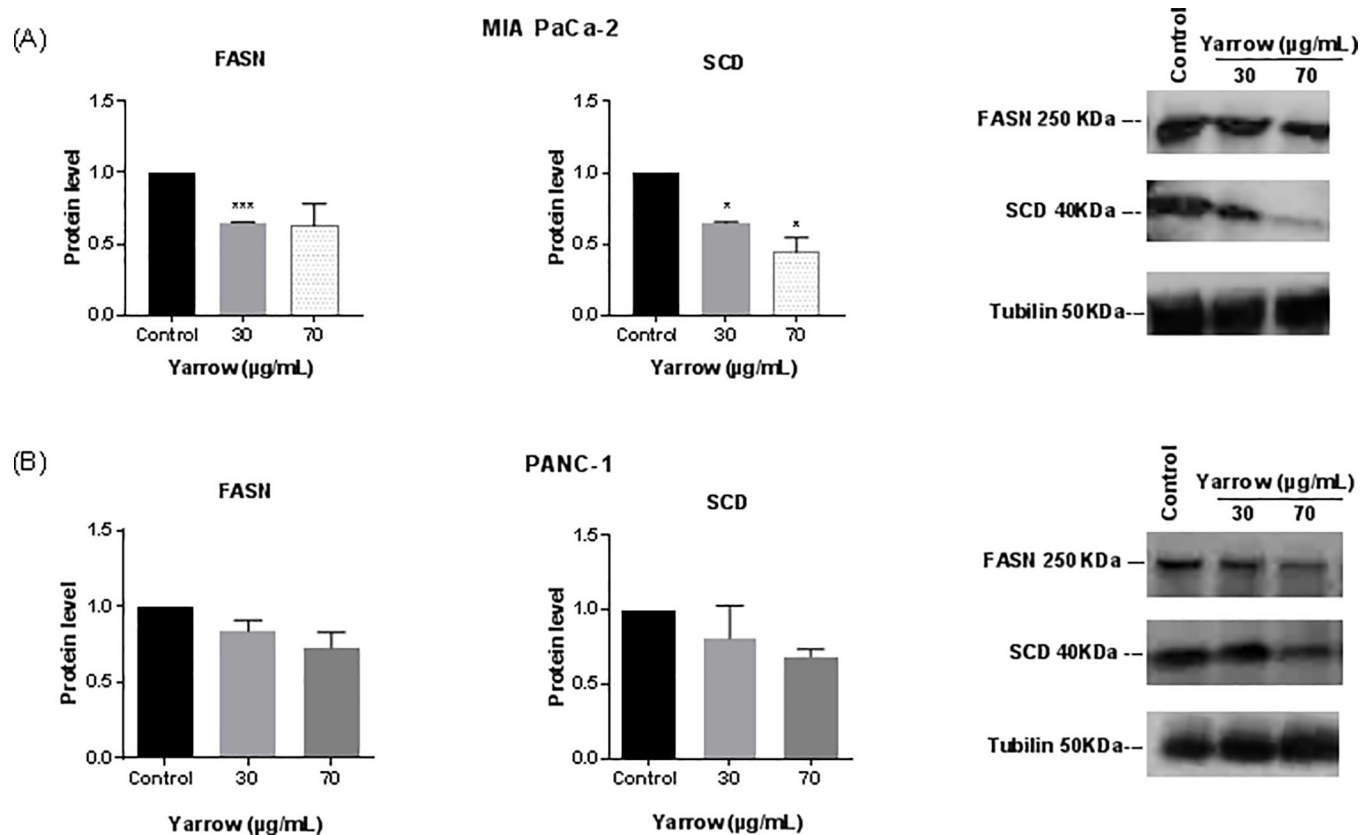 (A)
MIA PaCa-2
FASN
Protein level
1.5
1.0
0.5
0.0
xxx
Control 30 70
Yarrow (µg/mL)
SCD
Protein level
1.5
1.0
0.5
0.0
x
x
Control 30 70
Yarrow (µg/mL)
Control
Yarrow (µg/mL)
30 70
FASN 250 KDa ---
SCD 40KDa ---
Tubilin 50KDa---
(B)
PANC-1
FASN
Protein level
1.5
1.0
0.5
0.0
Control 30 70
Yarrow (µg/mL)
SCD
Protein level
1.5
1.0
0.5
0.0
Control 30 70
Yarrow (µg/mL)
Control
Yarrow (µg/mL)
30 70
FASN 250 KDa ---
SCD 40KDa ---
Tubilin 50KDa---